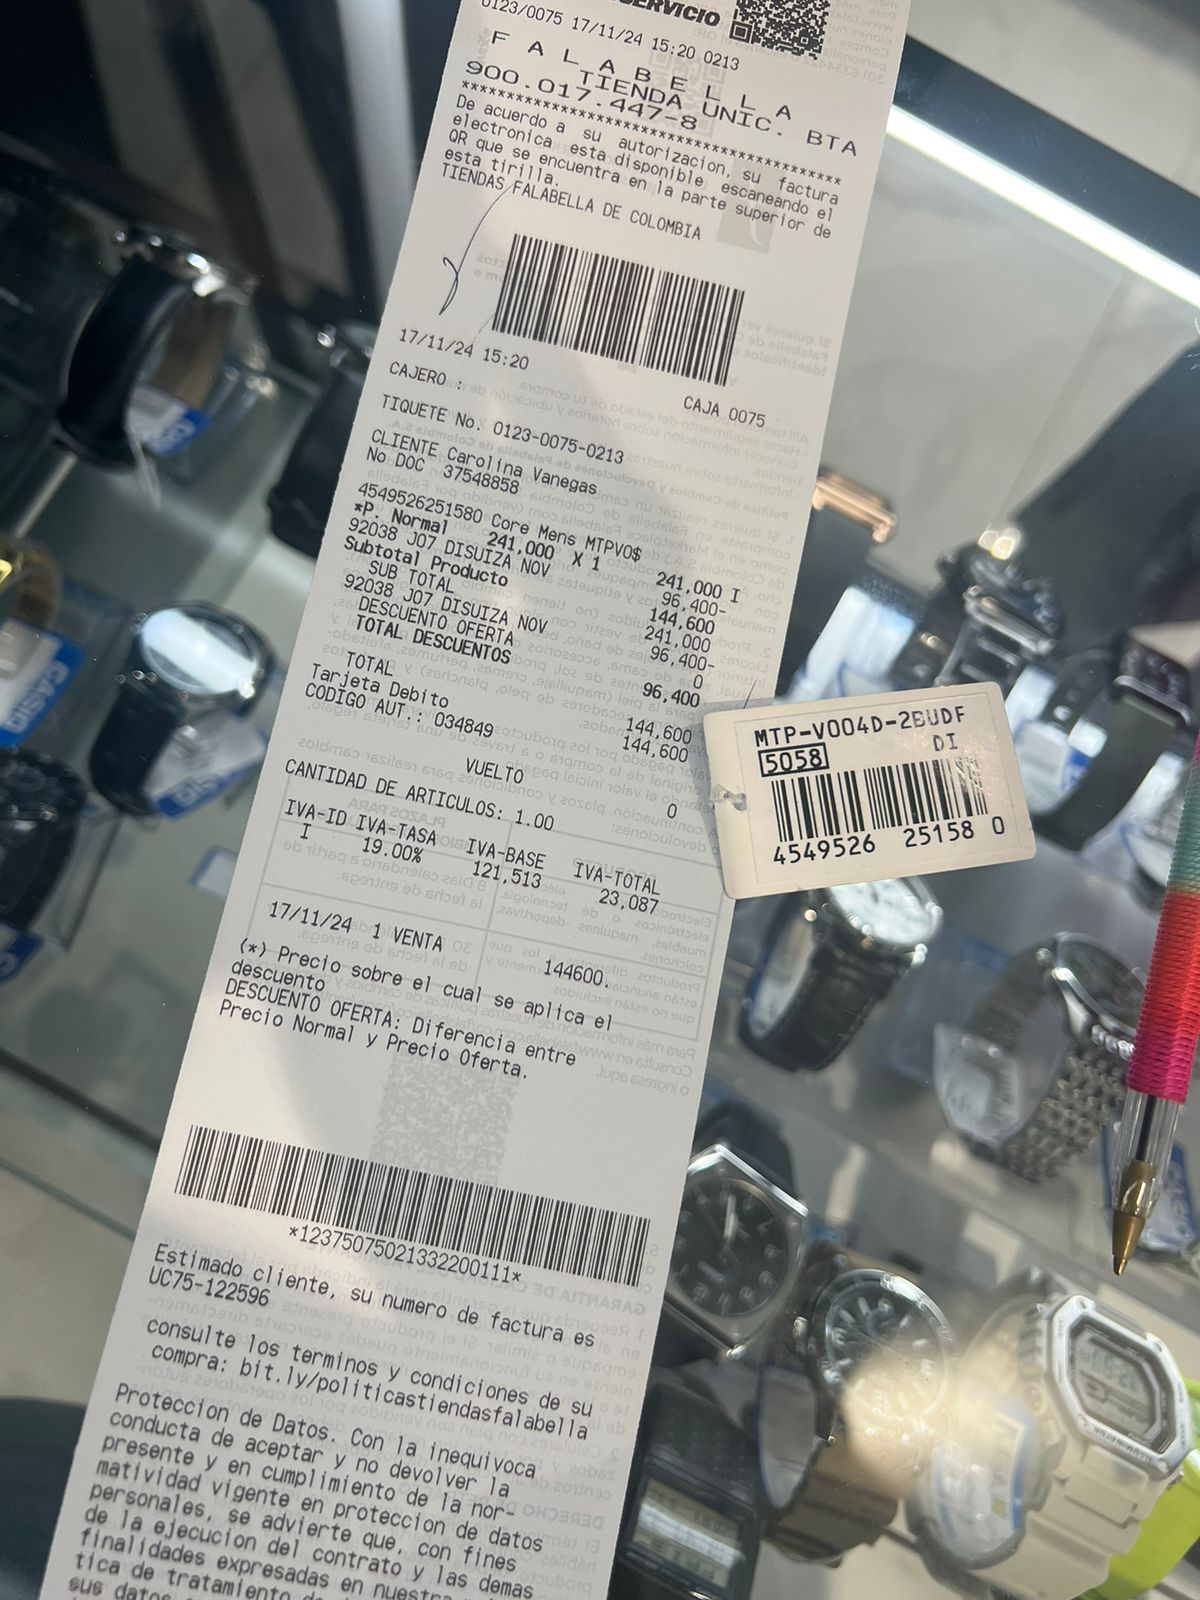 SERVICIO
0123/0075 17/11/24 15:20 0213
F A L A B E L L A
TIENDA UNIC. BTA
900.017.447-8
****************************************
De acuerdo a su autorizacion, su factura
electronica esta disponible escaneando el
QR que se encuentra en la parte superior de
esta tirilla.
TIENDAS FALABELLA DE COLOMBIA
17/11/24 15:20
CAJERO : CAJA 0075
TIQUETE No. 0123-0075-0213
CLIENTE Carolina Vanegas
No DOC 37548858
4549526251580 Core Mens MTPV0$
*P. Normal 241,000 X 1 241,000 I
92038 J07 DISUIZA NOV 96,400-
Subtotal Producto 144,600
SUB TOTAL 241,000
92038 J07 DISUIZA NOV 96,400-
DESCUENTO OFERTA 0
TOTAL DESCUENTOS 96,400
TOTAL 144,600
Tarjeta Debito 144,600
CODIGO AUT.: 034849
VUELTO 0
CANTIDAD DE ARTICULOS: 1.00
IVA-ID IVA-TASA IVA-BASE IVA-TOTAL
I 19.00% 121,513 23,087
17/11/24 1 VENTA 144600.
(*) Precio sobre el cual se aplica el
descuento
DESCUENTO OFERTA: Diferencia entre
Precio Normal y Precio Oferta.
*12375075021332200111*
Estimado cliente, su numero de factura es
UC75-122596
consulte los terminos y condiciones de su
compra: bit.ly/politicastiendasfalabella
Proteccion de Datos. Con la inequivoca
conducta de aceptar y no devolver la
presente y en cumplimiento de la nor-
matividad vigente en proteccion de datos
personales, se advierte que, con fines
de la ejecucion del contrato y las demas
finalidades expresadas en nuestra
tica de tratamiento
sus datos
MTP-V004D-2BUDF
5058 DI
4549526 25158 0
CASIO